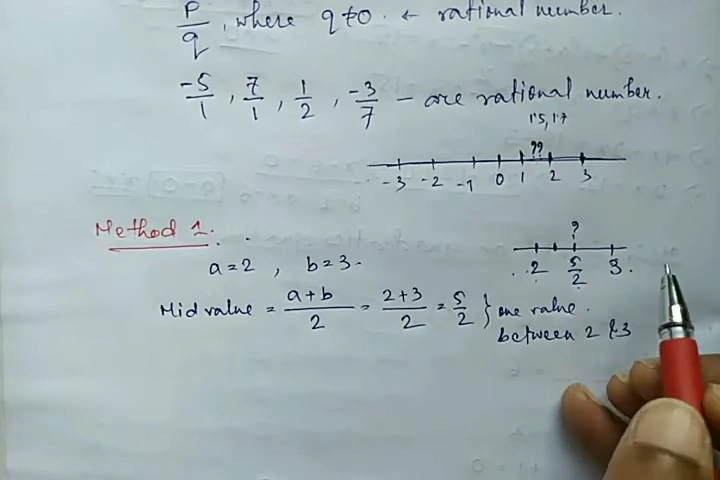 p/q, where q≠0. ← rational number.
-5/1, 7/1, 1/2, -3/7 - are rational number.
1.5, 1.7
??
-3 -2 -1 0 1 2 3
Method 1:
?
a=2, b=3.
2 5/2 3.
Mid value = a+b/2 = 2+3/2 = 5/2 } one value.
between 2 & 3